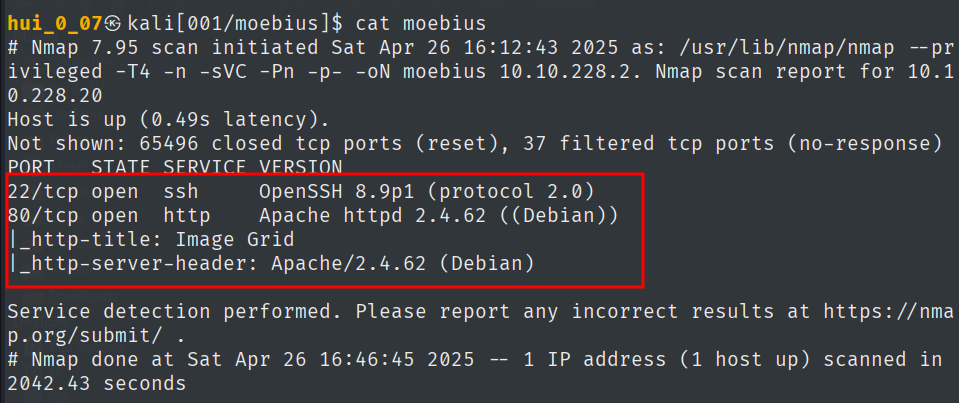 hui_0_07㉿kali[001/moebius]$ cat moebius
# Nmap 7.95 scan initiated Sat Apr 26 16:12:43 2025 as: /usr/lib/nmap/nmap --pr
ivileged -T4 -n -sVC -Pn -p- -oN moebius 10.10.228.2. Nmap scan report for 10.1
0.228.20
Host is up (0.49s latency).
Not shown: 65496 closed tcp ports (reset), 37 filtered tcp ports (no-response)
PORT   STATE SERVICE VERSION
22/tcp open  ssh     OpenSSH 8.9p1 (protocol 2.0)
80/tcp open  http    Apache httpd 2.4.62 ((Debian))
|_http-title: Image Grid
|_http-server-header: Apache/2.4.62 (Debian)
Service detection performed. Please report any incorrect results at https://nma
p.org/submit/ .
# Nmap done at Sat Apr 26 16:46:45 2025 -- 1 IP address (1 host up) scanned in
2042.43 seconds